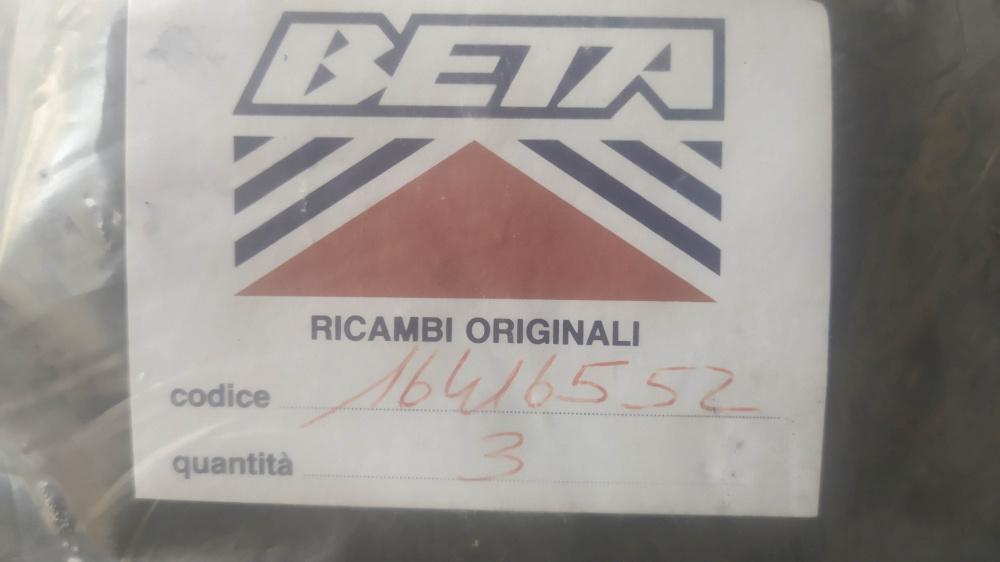 BETA
RICAMBI ORIGINALI
codice 16416552
quantità 3